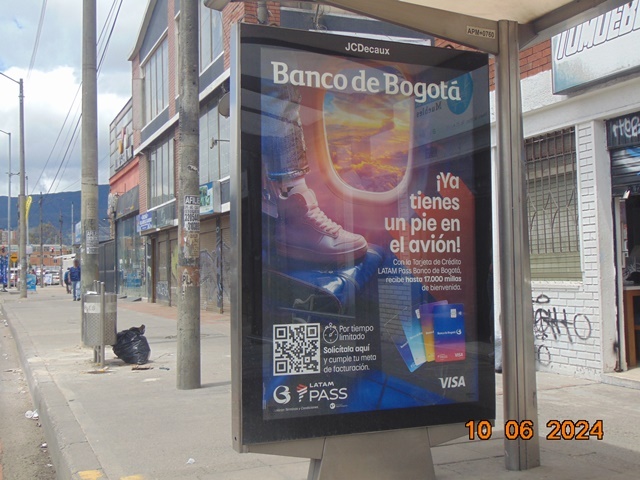 APM-0760
JCDecaux
Banco de Bogotá
¡Ya
tienes
un pie en
el avión!
Con la Tarjeta de Crédito
LATAM Pass Banco de Bogotá,
recibe hasta 17.000 millas
de bienvenida.
Por tiempo
limitado
Solicítala aquí
y cumple tu meta
de facturación.
LATAM
PASS
VISA
10 06 2024